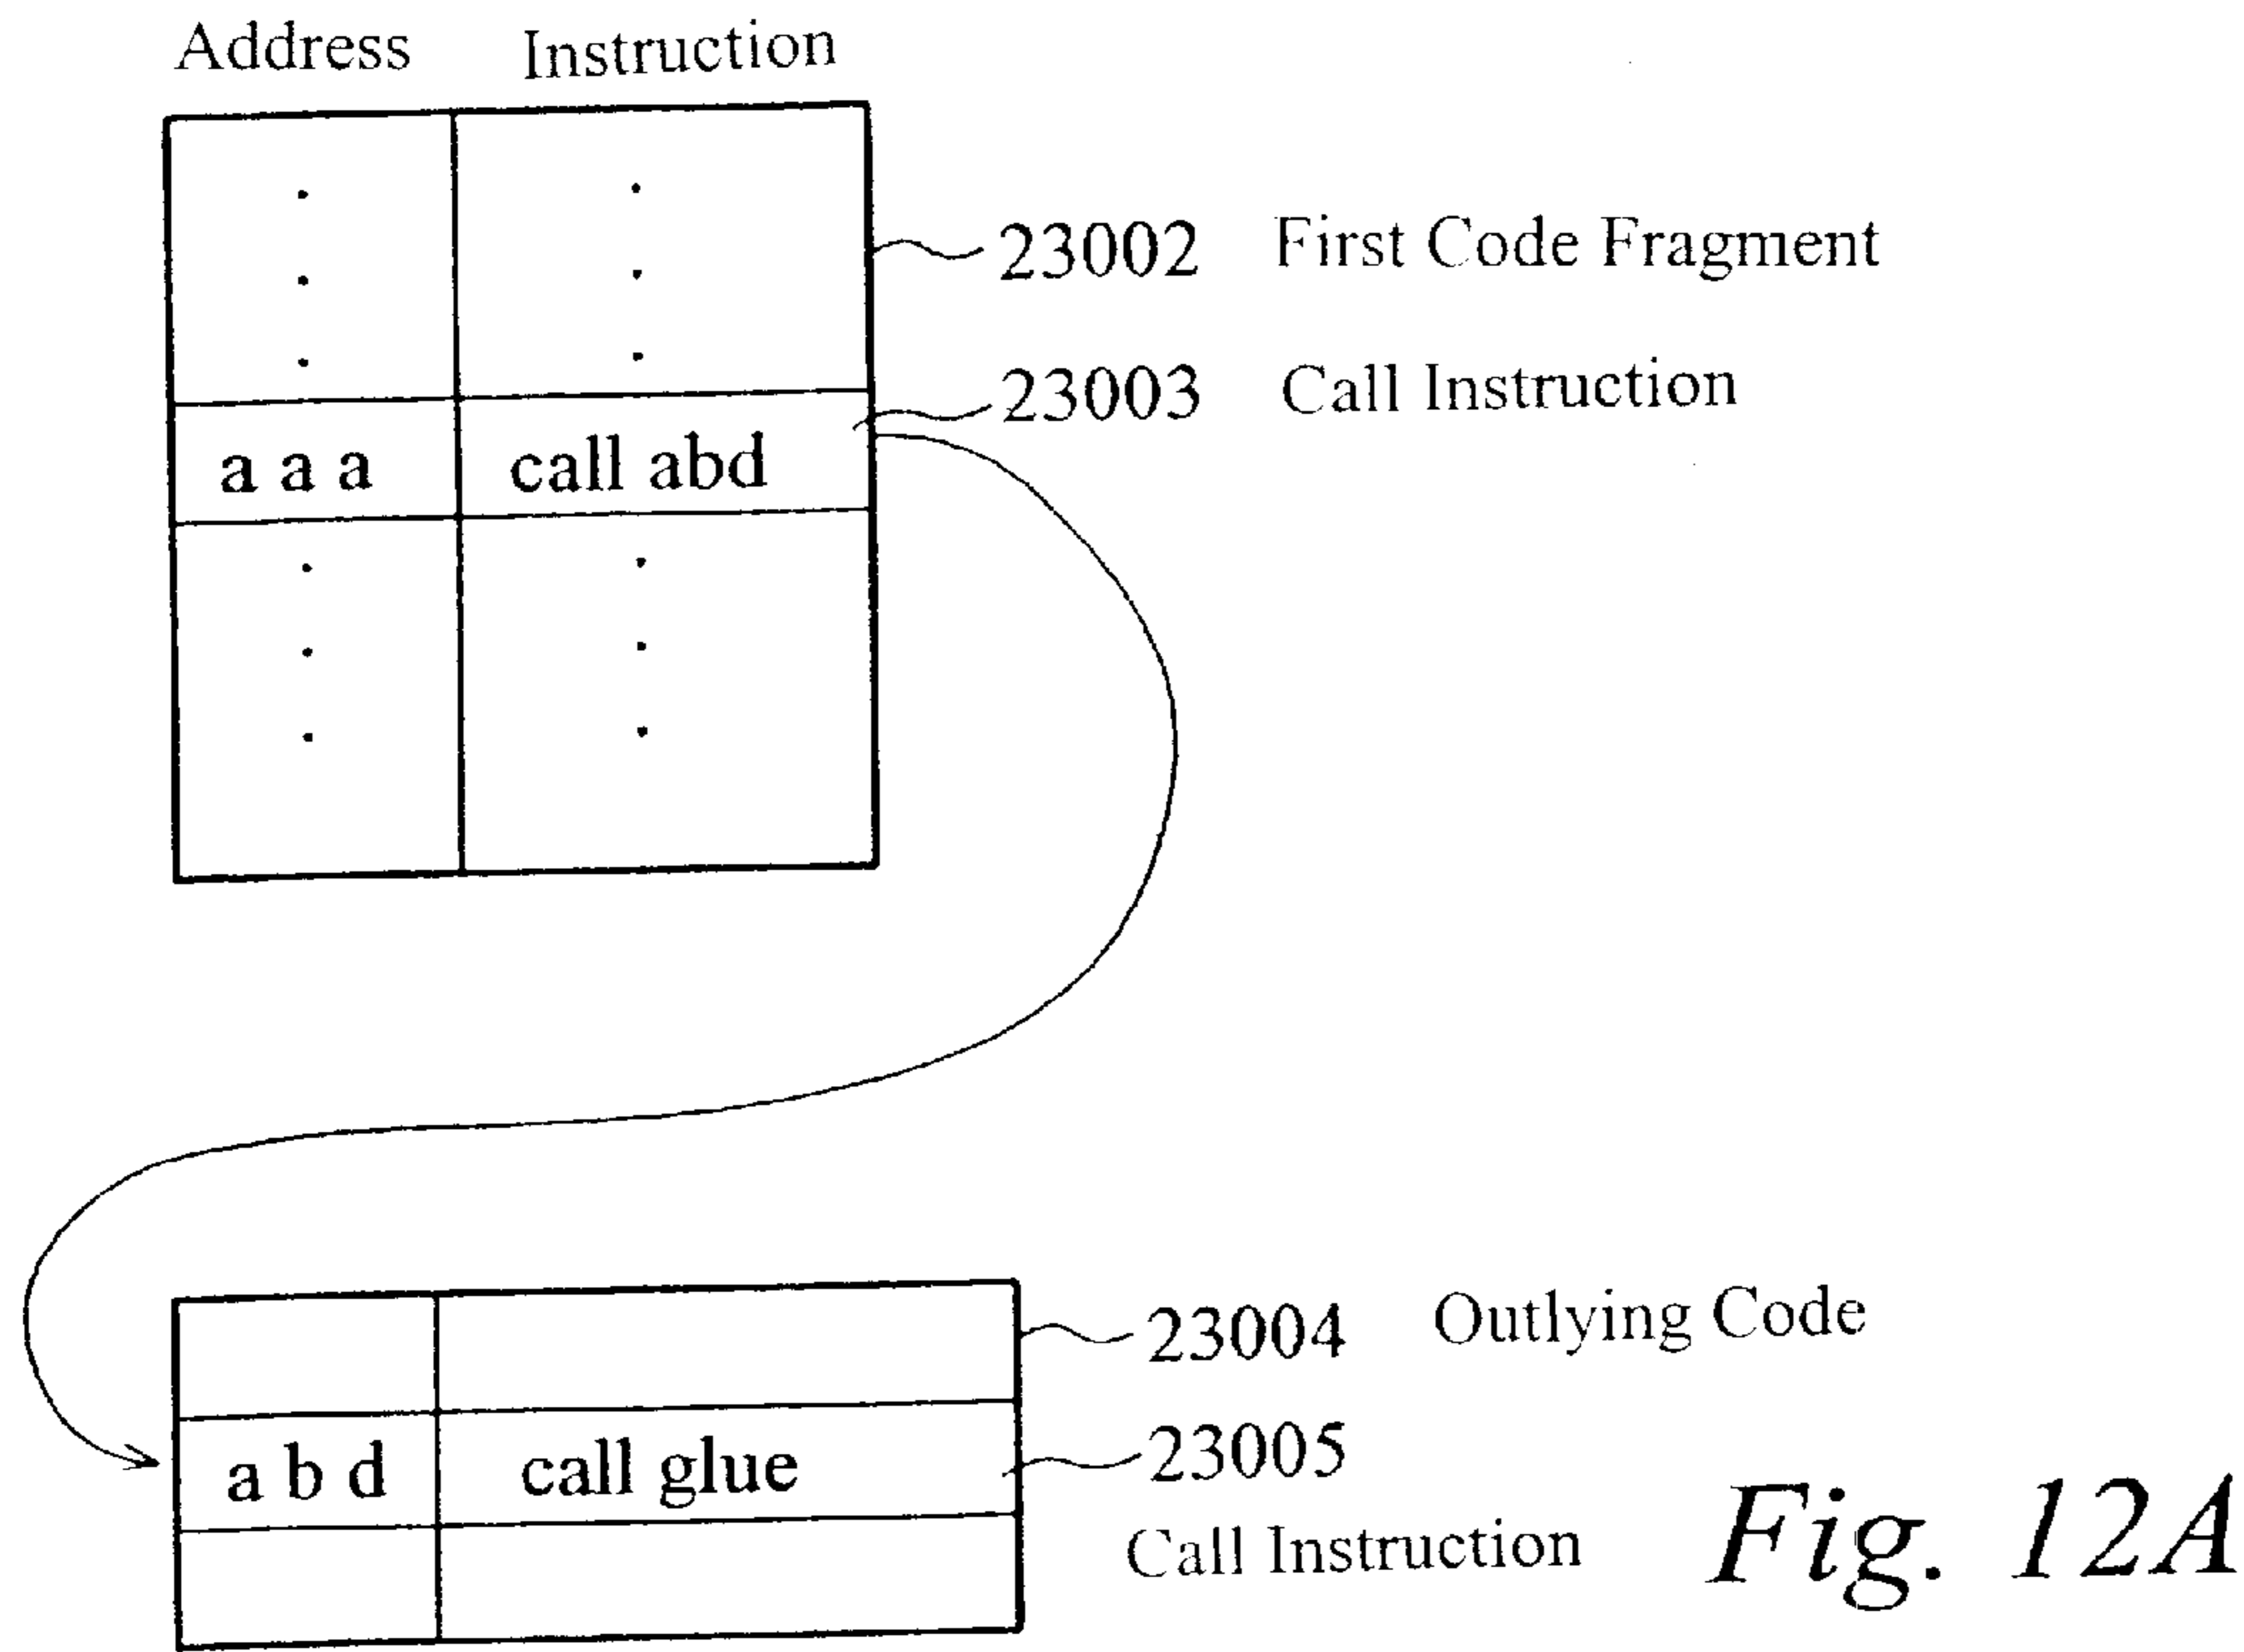 Address Instruction
23002 First Code Fragment
23003 Call Instruction
a a a call abd
23004 Outlying Code
a b d call glue 23005
Call Instruction
Fig. 12A